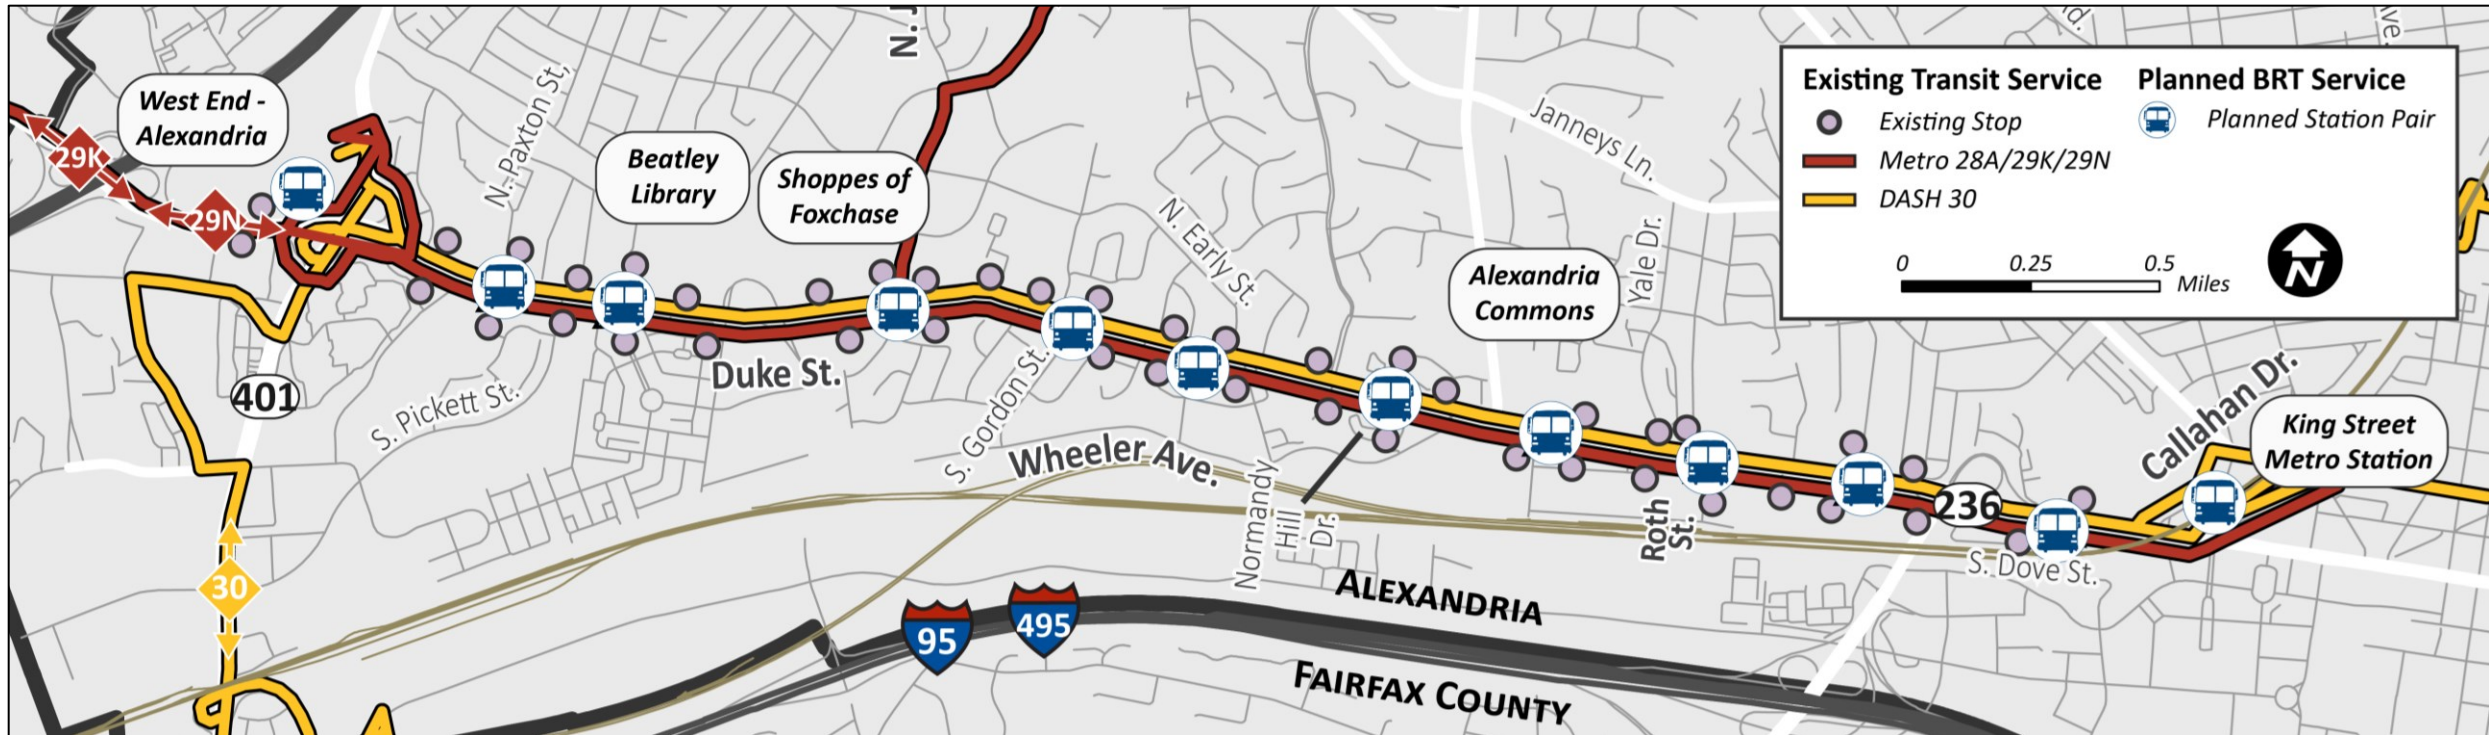 West End -
Alexandria
29K
29N
N. Paxton St,
Beatley
Library
Shoppes of
Foxchase
N. J
N. Early St.
Janneys Ln.
Yale Dr.
Alexandria
Commons
Existing Transit Service
Existing Stop
Metro 28A/29K/29N
DASH 30
Planned BRT Service
Planned Station Pair
0 0.25 0.5
Miles
N
d.
Ave.
401
S. Pickett St.
Duke St.
S. Gordon St.
Wheeler Ave.
Normandy
Hill
Dr.
Roth
St.
236
S. Dove St.
Callahan Dr.
King Street
Metro Station
30
95
495
ALEXANDRIA
FAIRFAX COUNTY